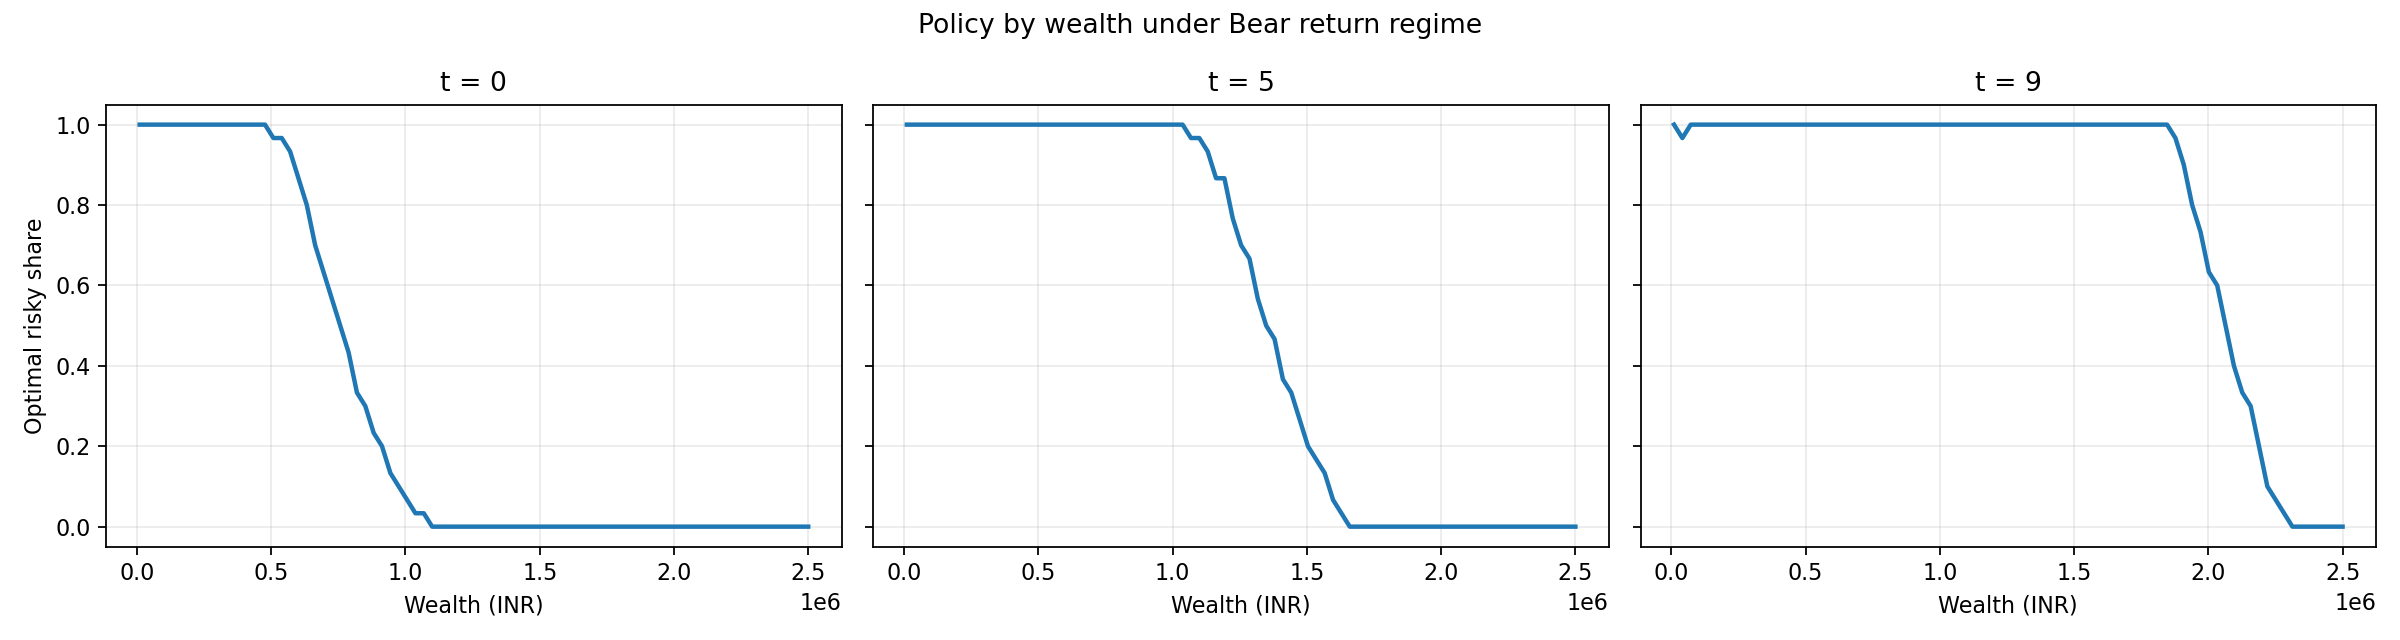 Policy by wealth under Bear return regime
t = 0
t = 5
t = 9
Optimal risky share
1.0
0.8
0.6
0.4
0.2
0.0
0.0 0.5 1.0 1.5 2.0 2.5
1e6
Wealth (INR)
0.0 0.5 1.0 1.5 2.0 2.5
1e6
Wealth (INR)
0.0 0.5 1.0 1.5 2.0 2.5
1e6
Wealth (INR)